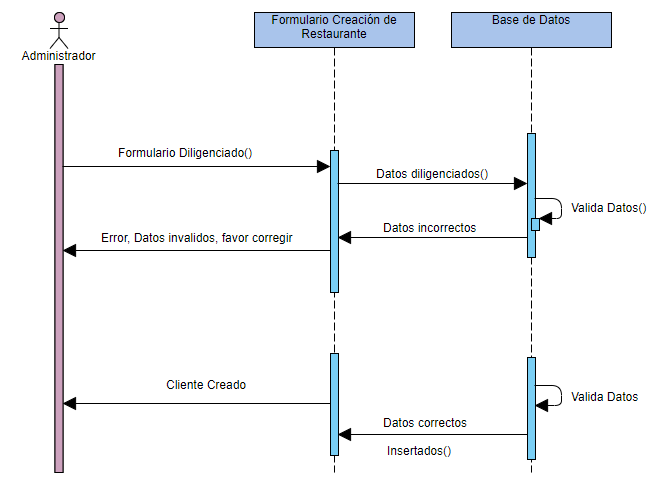 Formulario Creación de
Restaurante
Base de Datos
Administrador
Formulario Diligenciado()
Datos diligenciados()
Valida Datos()
Datos incorrectos
Error, Datos invalidos, favor corregir
Cliente Creado
Valida Datos
Datos correctos
Insertados()